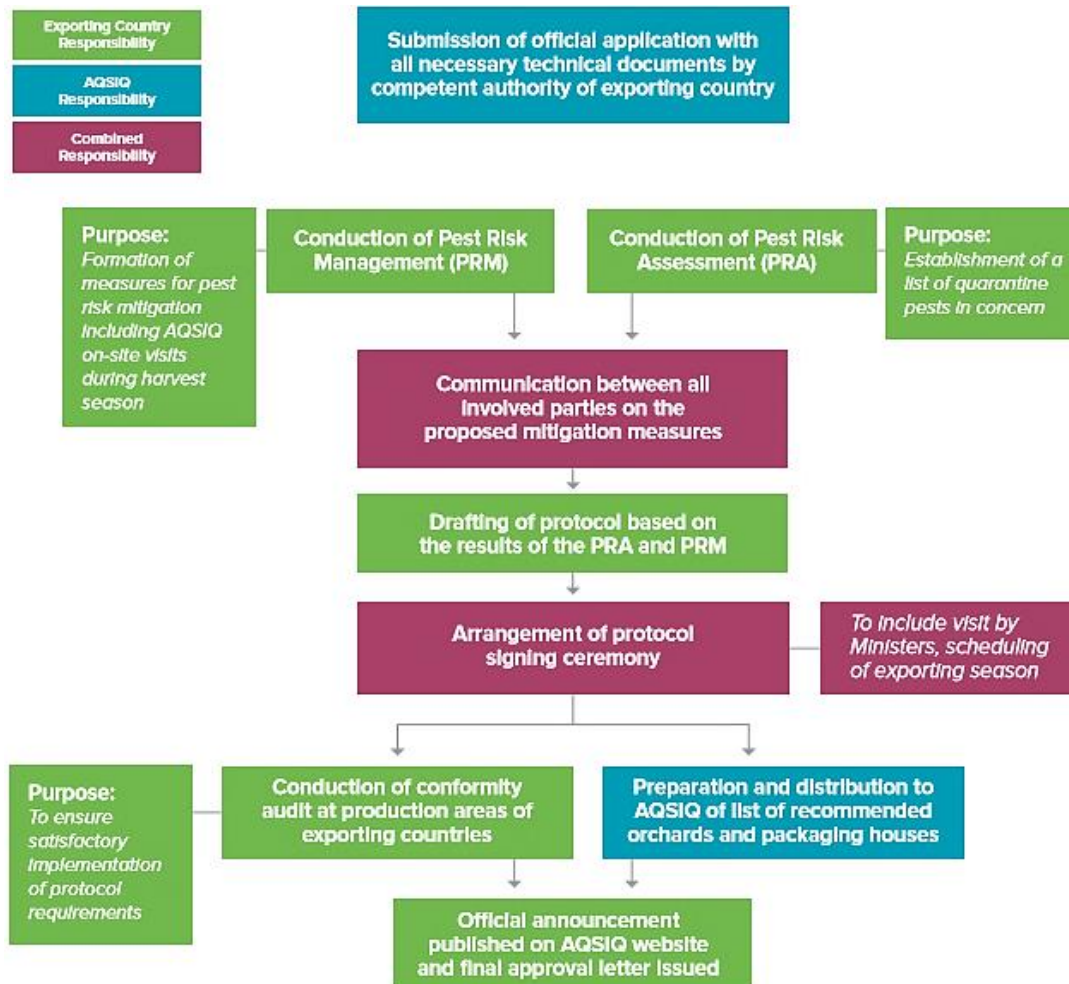 Exporting Country
Responsibility
AQSIQ
Responsibility
Combined
Responsibility
Submission of official application with
all necessary technical documents by
competent authority of exporting country
Purpose:
Formation of
measures for pest
risk mitigation
including AQSIQ
on-site visits
during harvest
season
Conduction of Pest Risk
Management (PRM)
Conduction of Pest Risk
Assessment (PRA)
Purpose:
Establishment of a
list of quarantine
pests in concern
Communication between all
involved parties on the
proposed mitigation measures
Drafting of protocol based on
the results of the PRA and PRM
Arrangement of protocol
signing ceremony
To include visit by
Ministers, scheduling
of exporting season
Purpose:
To ensure
satisfactory
implementation
of protocol
requirements
Conduction of conformity
audit at production areas of
exporting countries
Preparation and distribution to
AQSIQ of list of recommended
orchards and packaging houses
Official announcement
published on AQSIQ website
and final approval letter issued